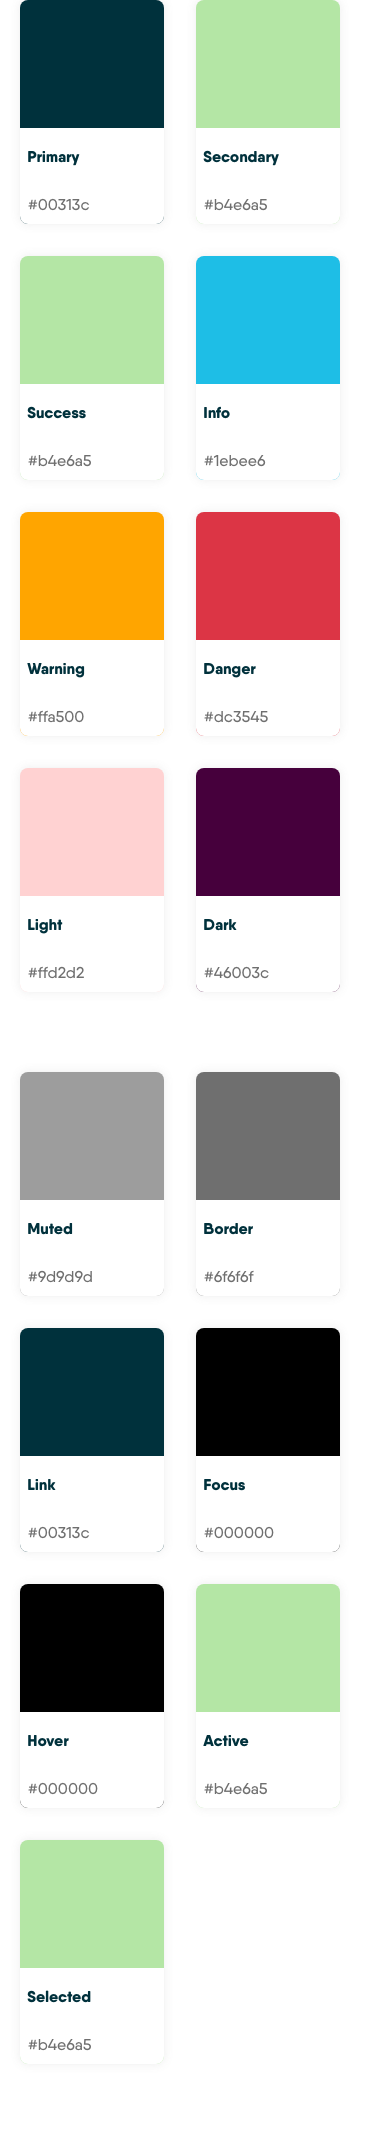 Primary
#00313c
Secondary
#b4e6a5
Success
#b4e6a5
Info
#1ebee6
Warning
#ffa500
Danger
#dc3545
Light
#ffd2d2
Dark
#46003c
Muted
#9d9d9d
Border
#6f6f6f
Link
#00313c
Focus
#000000
Hover
#000000
Active
#b4e6a5
Selected
#b4e6a5